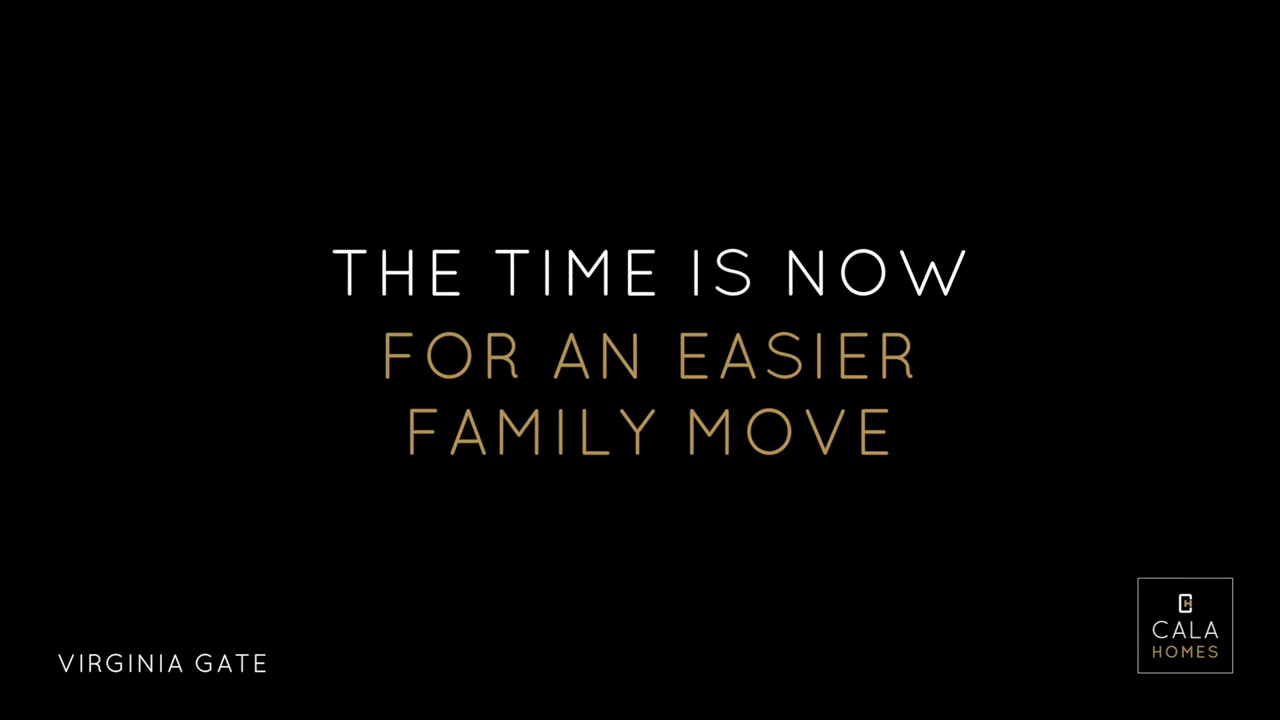 THE TIME IS NOW
FOR AN EASIER
FAMILY MOVE
VIRGINIA GATE
CALA
HOMES